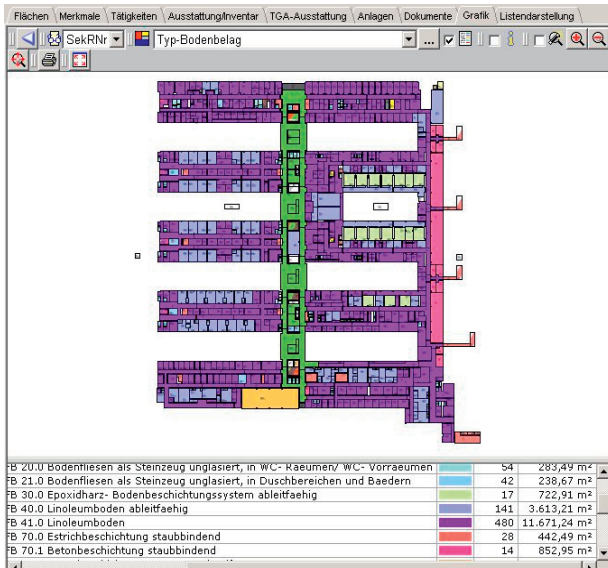 Flächen Merkmale Tätigkeiten Ausstattung/Inventar TGA-Ausstattung Anlagen Dokumente Grafik Listendarstellung
SekRNr Typ-Bodenbelag ...
FB 20.0 Bodenfliesen als Steinzeug unglasiert, in WC- Raeumen/ WC- Vorraeumen 54 283,49 m²
FB 21.0 Bodenfliesen als Steinzeug unglasiert, in Duschbereichen und Baedern 42 238,67 m²
FB 30.0 Epoxidharz- Bodenbeschichtungssystem ableitfaehig 17 722,91 m²
FB 40.0 Linoleumboden ableitfaehig 141 3.613,21 m²
FB 41.0 Linoleumboden 480 11.671,24 m²
FB 70.0 Estrichbeschichtung staubbindend 28 442,49 m²
FB 70.1 Betonbeschichtung staubbindend 14 852,95 m²